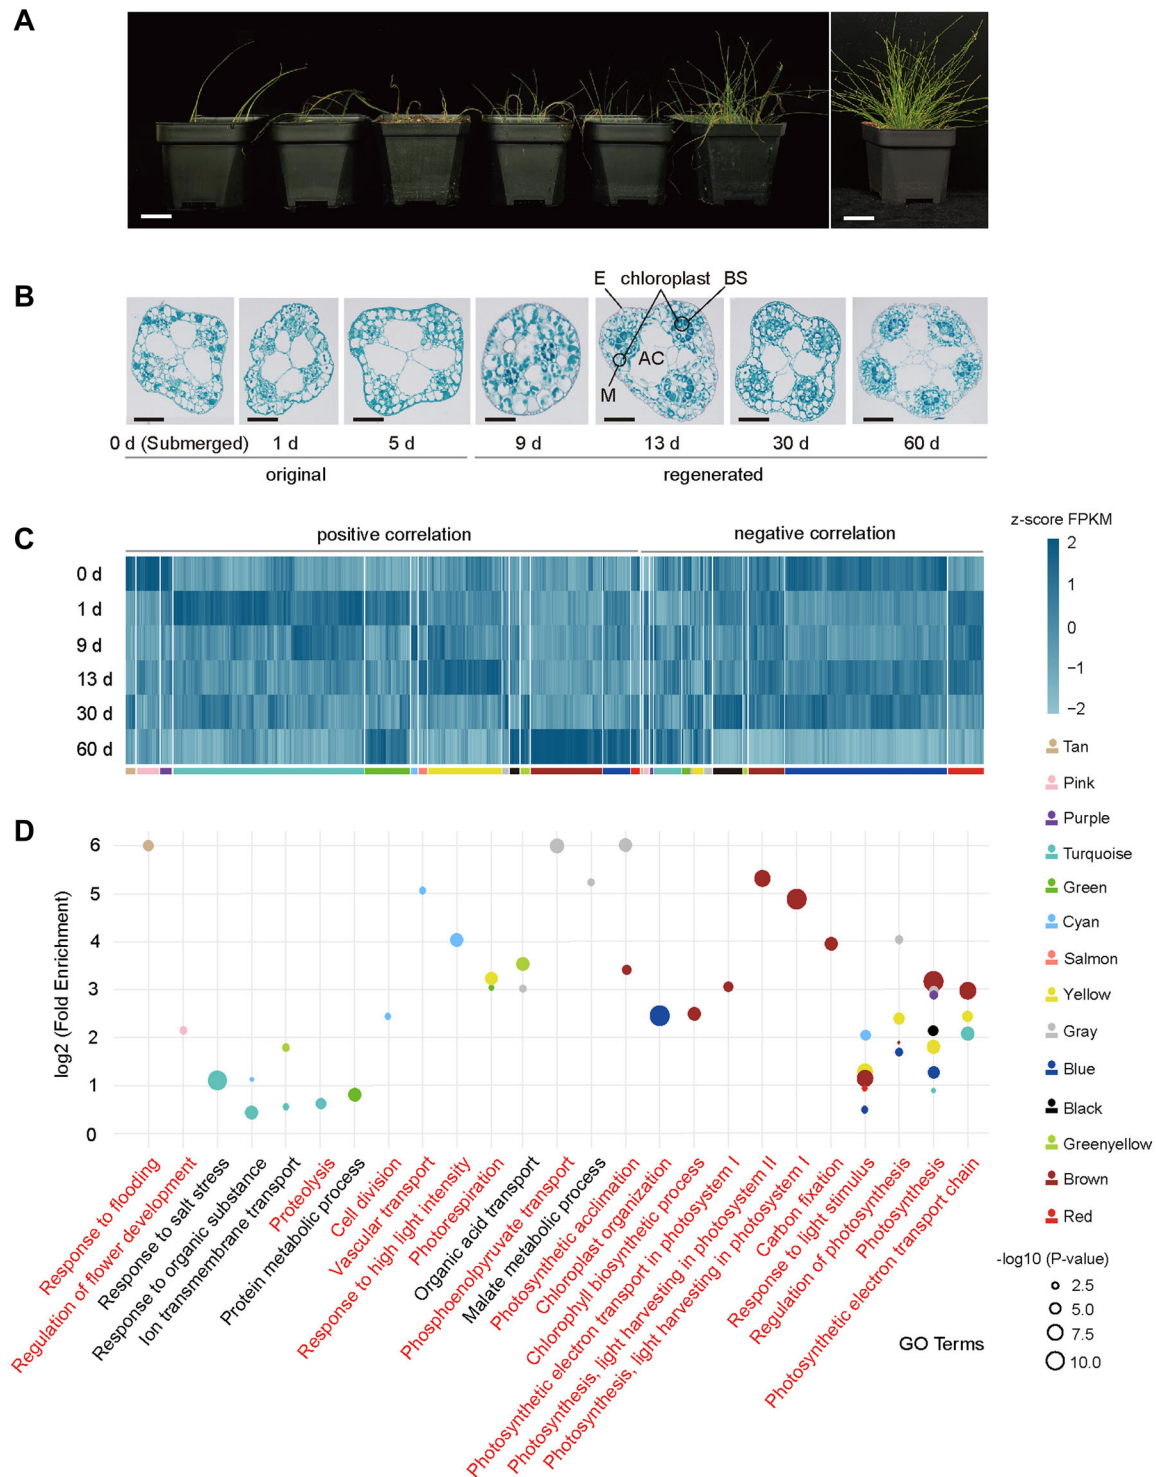 A
B
E chloroplast BS
AC
M
0 d (Submerged) 1 d 5 d 9 d 13 d 30 d 60 d
original regenerated
C
positive correlation negative correlation
z-score FPKM
0 d
1 d
9 d
13 d
30 d
60 d
2
1
0
−1
−2
Tan
Pink
Purple
Turquoise
Green
Cyan
Salmon
Yellow
Gray
Blue
Black
Greenyellow
Brown
Red
-log10 (P-value)
2.5
5.0
7.5
10.0
D
log2 (Fold Enrichment)
6
5
4
3
2
1
0
Response to flooding
Regulation of flower development
Response to salt stress
Response to organic substance
Ion transmembrane transport
Proteolysis
Protein metabolic process
Cell division
Vascular transport
Response to high light intensity
Photorespiration
Organic acid transport
Phosphoenolpyruvate transport
Malate metabolic process
Photosynthetic acclimation
Chloroplast organization
Chlorophyll biosynthetic process
Photosynthetic electron transport in photosystem I
Photosynthesis, light harvesting in photosystem II
Photosynthesis, light harvesting in photosystem I
Carbon fixation
Response to light stimulus
Regulation of photosynthesis
Photosynthesis
Photosynthetic electron transport chain
GO Terms